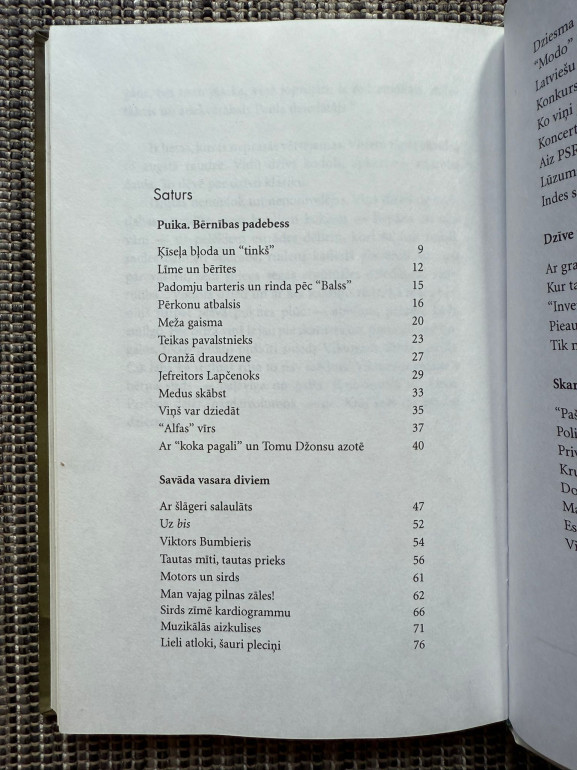 Saturs
Puika. Bērnības padebess
Ķīseļa bļoda un “tinkš” 9
Līme un bērītes 12
Padomju barteris un rinda pēc “Balss” 15
Pērkonu atbalsis 16
Meža gaisma 20
Teikas pavalstnieks 23
Oranžā draudzene 27
Jefreitors Lapčenoks 29
Medus skābst 33
Viņš var dziedāt 35
“Alfas” vīrs 37
Ar “koka pagali” un Tomu Džonsu azotē 40
Savāda vasara diviem
Ar šlāgeri salaulāts 47
Uz bis 52
Viktors Bumbieris 54
Tautas mīti, tautas prieks 56
Motors un sirds 61
Man vajag pilnas zāles! 62
Sirds zīmē kardiogrammu 66
Muzikālās aizkulises 71
Lieli atloki, šauri pleciņi 76
Dziesma
“Modo”
Latviešu
Konkurs
Ko viņi
Koncert
Aiz PSR
Lūzum
Indes s
Dzīve
Ar gra
Kur ta
“Inve
Pieau
Tik n
Skan
“Paš
Poli
Priv
Kru
Do
Ma
Es